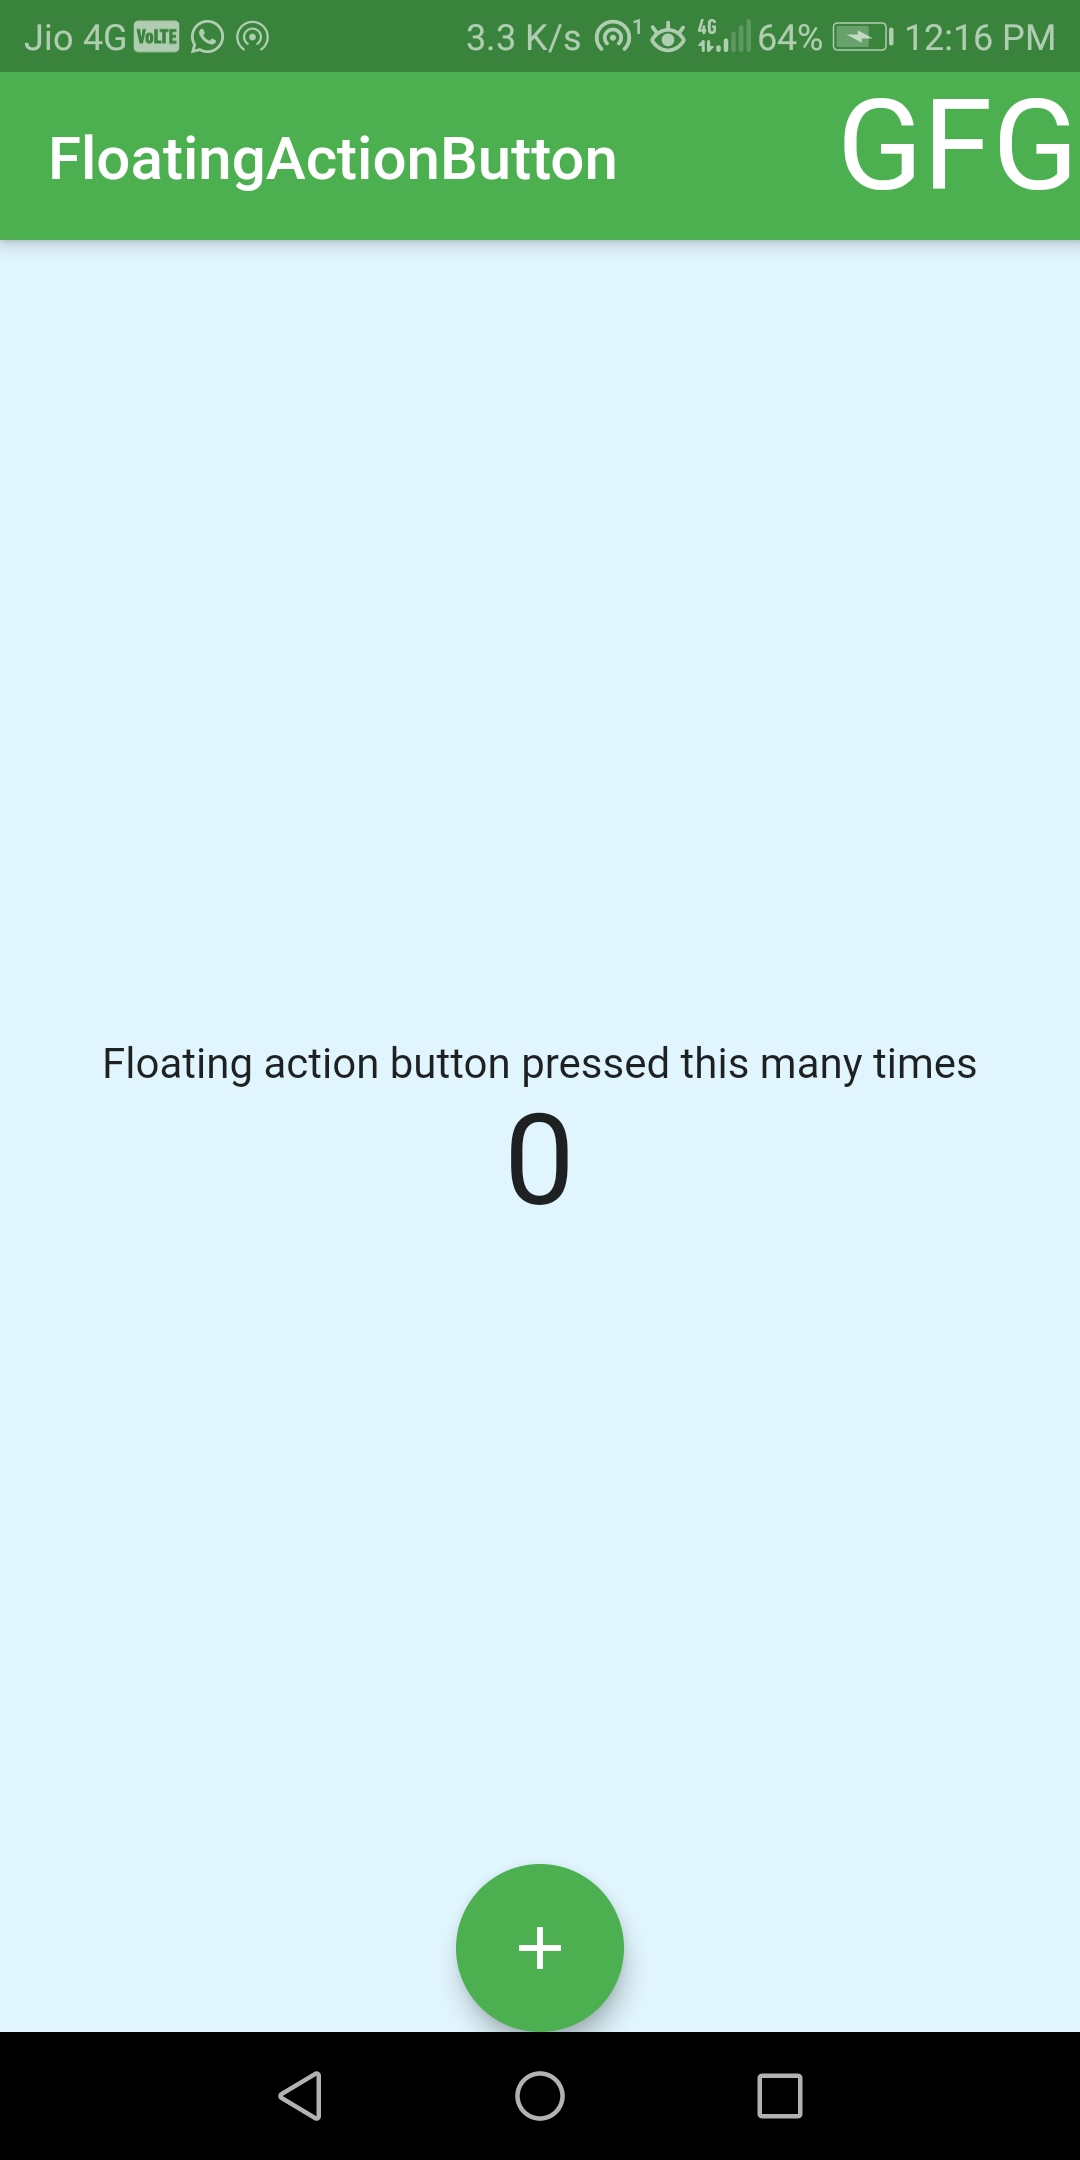 Jio 4G VoLTE 3.3 K/s 1 4G 64% 12:16 PM
FloatingActionButton GFG
Floating action button pressed this many times
0